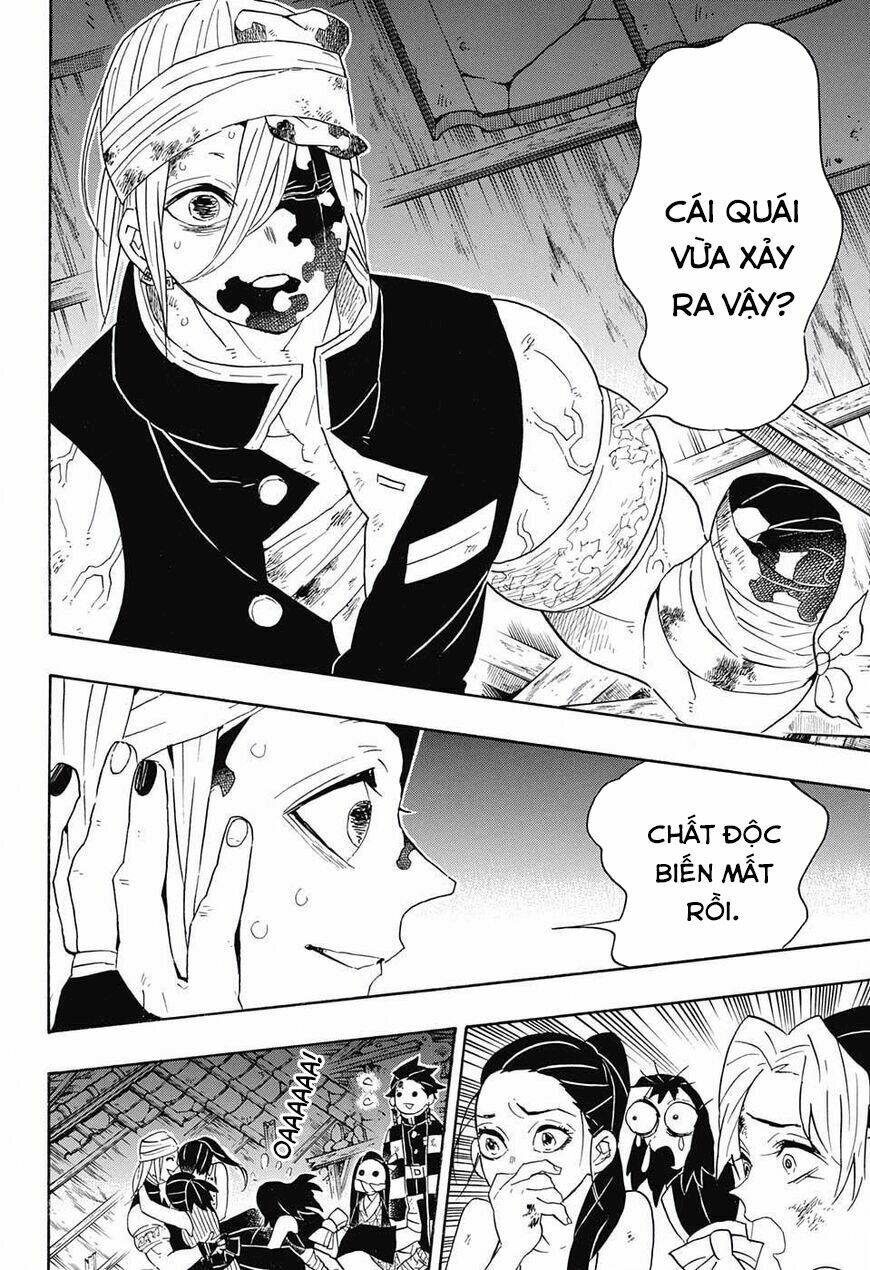 CÁI QUÁI
VỪA XẢY
RA VẬY?
CHẤT ĐỘC
BIẾN MẤT
RỒI.
OAAAAAA!